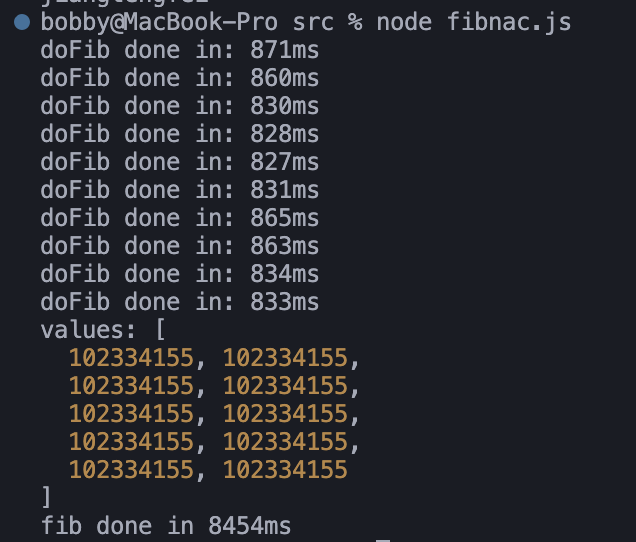 bobby@MacBook-Pro src % node fibnac.js
doFib done in: 871ms
doFib done in: 860ms
doFib done in: 830ms
doFib done in: 828ms
doFib done in: 827ms
doFib done in: 831ms
doFib done in: 865ms
doFib done in: 863ms
doFib done in: 834ms
doFib done in: 833ms
values: [
  102334155, 102334155,
  102334155, 102334155,
  102334155, 102334155,
  102334155, 102334155,
  102334155, 102334155
]
fib done in 8454ms